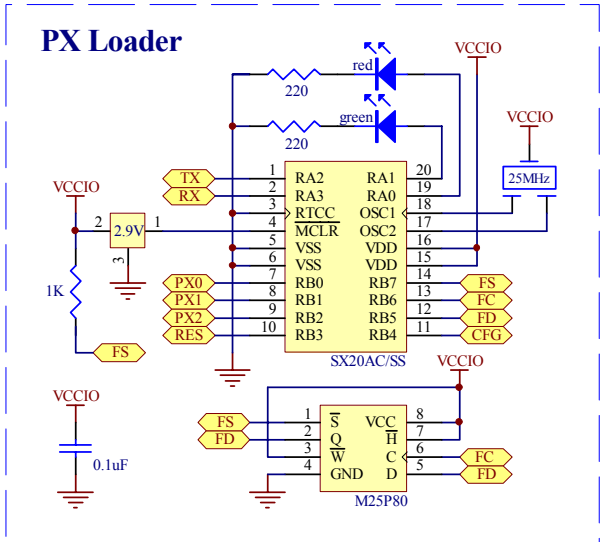 PX Loader
VCCIO
red
220
green
220
VCCIO
25MHz
TX 1 RA2 RA1 20
RX 2 RA3 RA0 19
3 RTCC OSC1 18
VCCIO
2 2.9V 1 4 MCLR OSC2 17
3
5 VSS VDD 16
6 VSS VDD 15
PX0 7 RB0 RB7 14 FS
1K
PX1 8 RB1 RB6 13 FC
PX2 9 RB2 RB5 12 FD
RES 10 RB3 RB4 11 CFG
FS
SX20AC/SS
VCCIO
VCCIO
0.1uF
FS 1 S VCC 8
FD 2 Q H 7
3 W C 6 FC
4 GND D 5 FD
M25P80